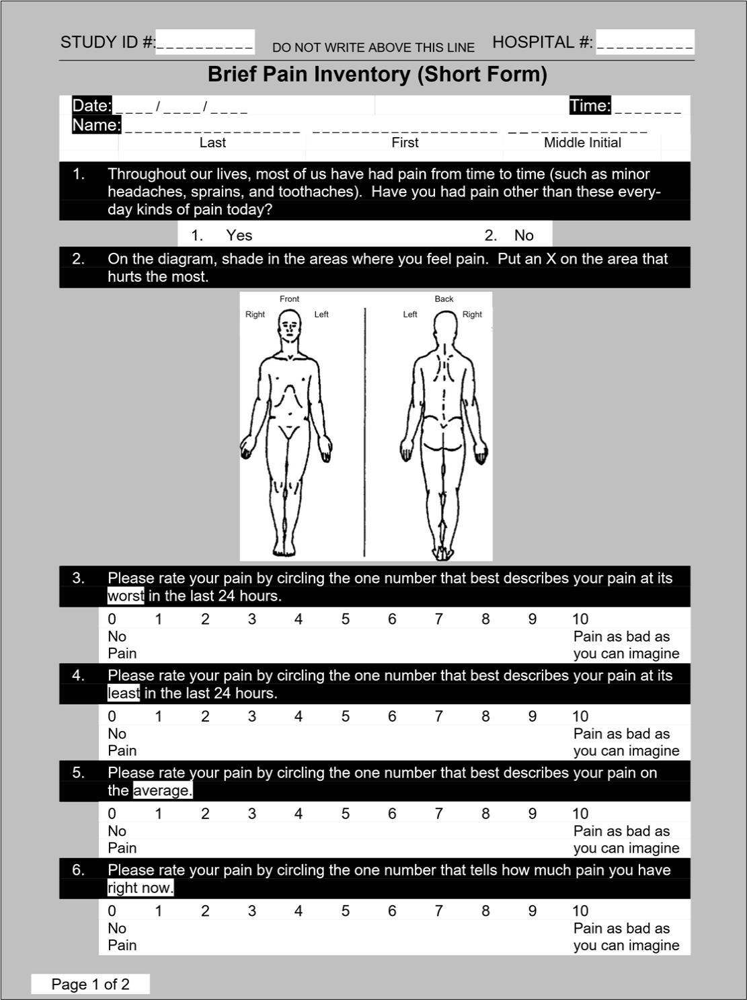 STUDY ID #:_ _ _ _ _ _ _ _ _ _ DO NOT WRITE ABOVE THIS LINE HOSPITAL #: _ _ _ _ _ _ _ _ _ _
Brief Pain Inventory (Short Form)
Date: _ _ _ _ / _ _ _ _ / _ _ _ _ Time: _ _ _ _ _ _ _
Name: _ _ _ _ _ _ _ _ _ _ _ _ _ _ _ _ _ _ _ _ _ _ _ _ _ _ _ _ _ _ _ _ _ _ _ _ _ _ _ _ _ _ _ _ _ _ _ _
Last First Middle Initial
1. Throughout our lives, most of us have had pain from time to time (such as minor
headaches, sprains, and toothaches). Have you had pain other than these every-
day kinds of pain today?
1. Yes 2. No
2. On the diagram, shade in the areas where you feel pain. Put an X on the area that
hurts the most.
Front Back
Right Left Left Right
3. Please rate your pain by circling the one number that best describes your pain at its
worst in the last 24 hours.
0 1 2 3 4 5 6 7 8 9 10
No Pain as bad as
Pain you can imagine
4. Please rate your pain by circling the one number that best describes your pain at its
least in the last 24 hours.
0 1 2 3 4 5 6 7 8 9 10
No Pain as bad as
Pain you can imagine
5. Please rate your pain by circling the one number that best describes your pain on
the average.
0 1 2 3 4 5 6 7 8 9 10
No Pain as bad as
Pain you can imagine
6. Please rate your pain by circling the one number that tells how much pain you have
right now.
0 1 2 3 4 5 6 7 8 9 10
No Pain as bad as
Pain you can imagine
Page 1 of 2